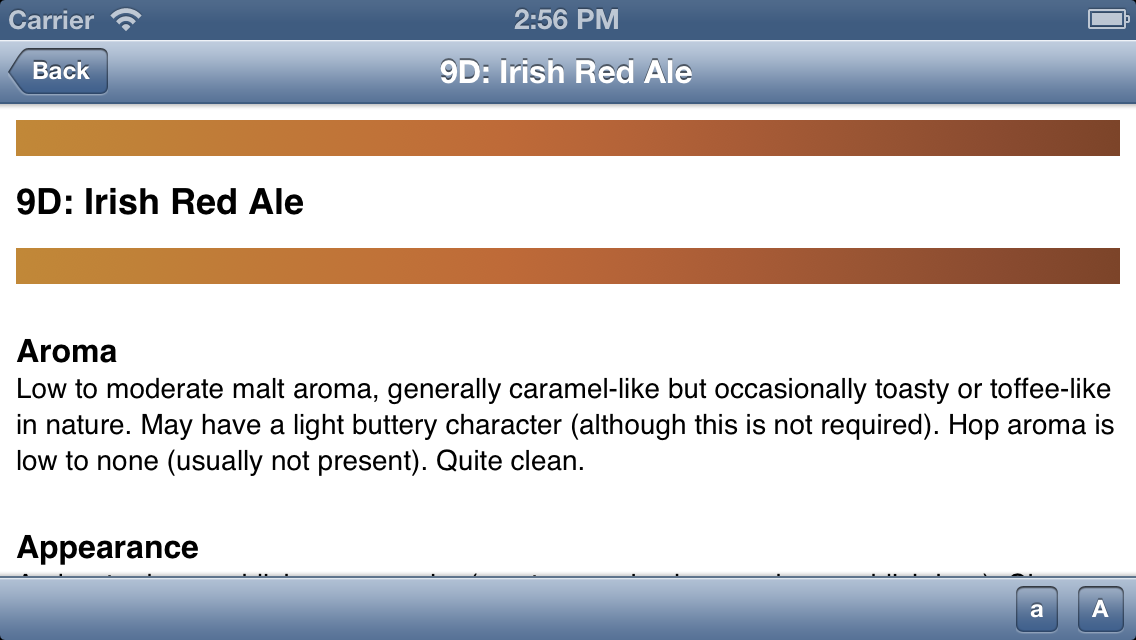 Carrier 2:56 PM
Back 9D: Irish Red Ale
9D: Irish Red Ale
Aroma
Low to moderate malt aroma, generally caramel-like but occasionally toasty or toffee-like
in nature. May have a light buttery character (although this is not required). Hop aroma is
low to none (usually not present). Quite clean.
Appearance
a A